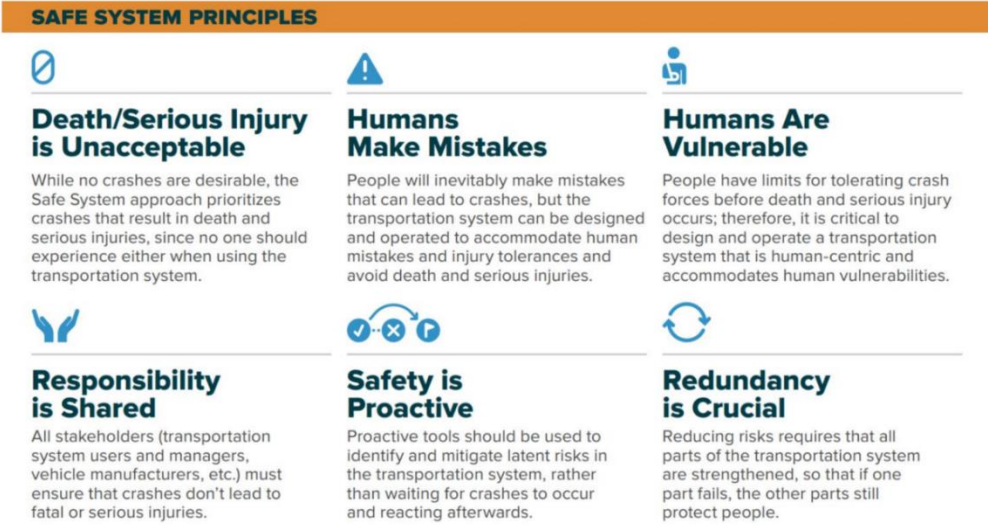 SAFE SYSTEM PRINCIPLES
Death/Serious Injury
is Unacceptable
While no crashes are desirable, the
Safe System approach prioritizes
crashes that result in death and
serious injuries, since no one should
experience either when using the
transportation system.
Humans
Make Mistakes
People will inevitably make mistakes
that can lead to crashes, but the
transportation system can be designed
and operated to accommodate human
mistakes and injury tolerances and
avoid death and serious injuries.
Humans Are
Vulnerable
People have limits for tolerating crash
forces before death and serious injury
occurs; therefore, it is critical to
design and operate a transportation
system that is human-centric and
accommodates human vulnerabilities.
Responsibility
is Shared
All stakeholders (transportation
system users and managers,
vehicle manufacturers, etc.) must
ensure that crashes don't lead to
fatal or serious injuries.
Safety is
Proactive
Proactive tools should be used to
identify and mitigate latent risks in
the transportation system, rather
than waiting for crashes to occur
and reacting afterwards.
Redundancy
is Crucial
Reducing risks requires that all
parts of the transportation system
are strengthened, so that if one
part fails, the other parts still
protect people.